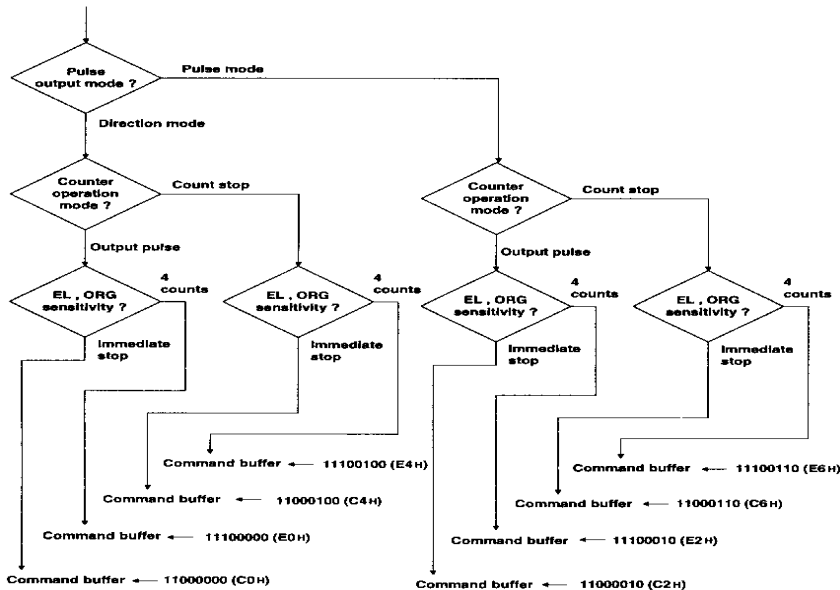 Pulse
output mode ?
Pulse mode
Direction mode
Counter
operation
mode ?
Count stop
Counter
operation
mode ?
Count stop
Output pulse
Output pulse
EL , ORG
sensitivity ?
4
counts
EL , ORG
sensitivity ?
4
counts
EL , ORG
sensitivity ?
4
counts
EL , ORG
sensitivity ?
4
counts
Immediate
stop
Immediate
stop
Immediate
stop
Immediate
stop
Command buffer ← 11100100 (E4H)
Command buffer ← 11000100 (C4H)
Command buffer ← 11100000 (E0H)
Command buffer ← 11000000 (C0H)
Command buffer ← 11100110 (E6H)
Command buffer ← 11000110 (C6H)
Command buffer ← 11100010 (E2H)
Command buffer ← 11000010 (C2H)